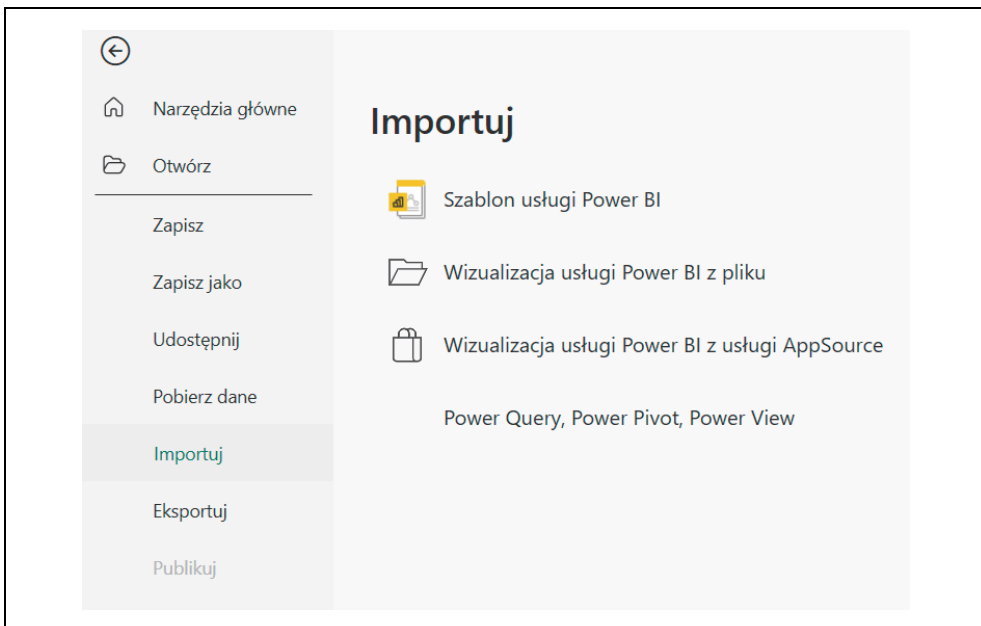 Narzędzia główne
Otwórz
Zapisz
Zapisz jako
Udostępnij
Pobierz dane
Importuj
Eksportuj
Publikuj
Importuj
Szablon usługi Power BI
Wizualizacja usługi Power BI z pliku
Wizualizacja usługi Power BI z usługi AppSource
Power Query, Power Pivot, Power View